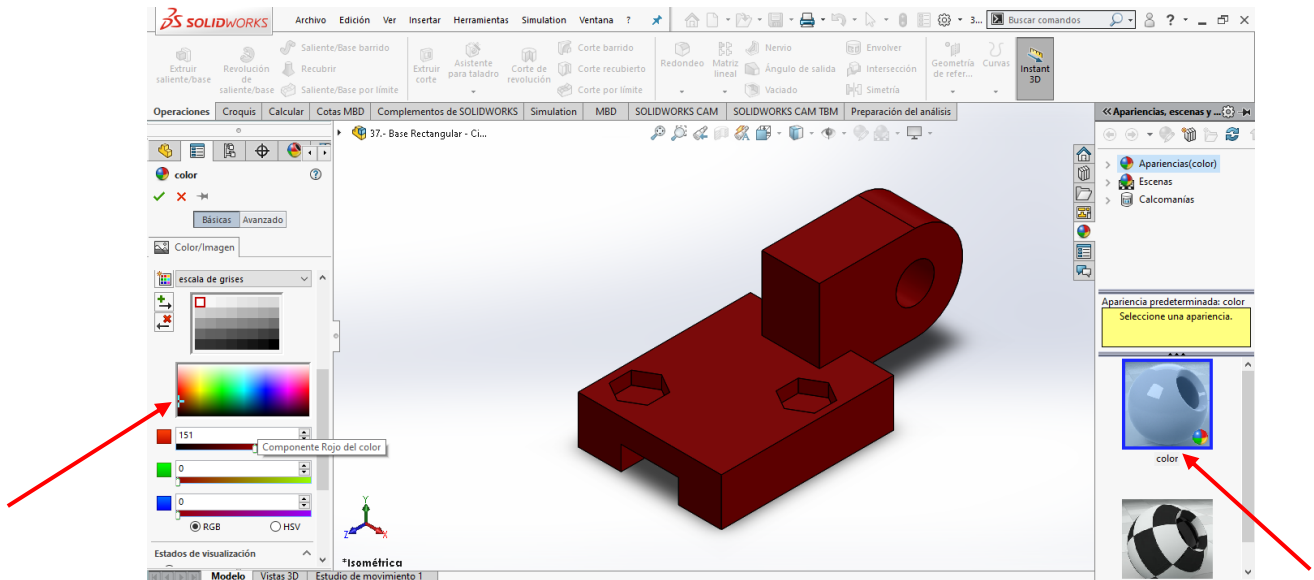 SOLIDWORKS Archivo Edición Ver Insertar Herramientas Simulation Ventana ? 3... Buscar comandos ?
Extruir saliente/base
Revolución de saliente/base
Saliente/Base barrido
Recubrir
Saliente/Base por límite
Extruir corte
Asistente para taladro
Corte de revolución
Corte barrido
Corte recubierto
Corte por límite
Redondeo
Matriz lineal
Nervio
Ángulo de salida
Vaciado
Envolver
Intersección
Simetría
Geometría de refer...
Curvas
Instant 3D
Operaciones Croquis Calcular Cotas MBD Complementos de SOLIDWORKS Simulation MBD SOLIDWORKS CAM SOLIDWORKS CAM TBM Preparación del análisis
37.- Base Rectangular - Ci...
color
Básicas Avanzado
Color/Imagen
escala de grises
151
Componente Rojo del color
0
0
RGB HSV
Estados de visualización
Y
Z X
*Isométrica
Modelo Vistas 3D Estudio de movimiento 1
Apariencias, escenas y ...
Apariencias(color)
Escenas
Calcomanías
Apariencia predeterminada: color
Seleccione una apariencia.
color